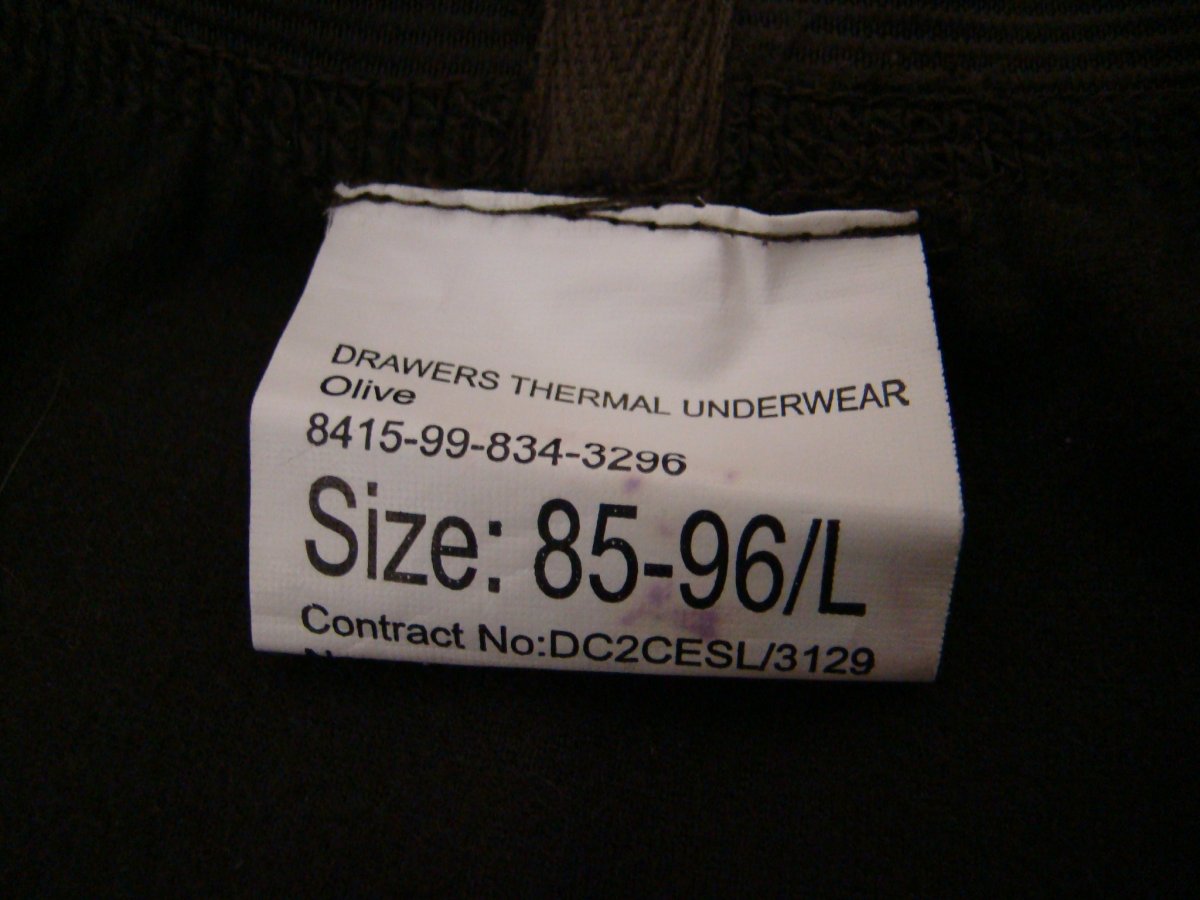 DRAWERS THERMAL UNDERWEAR
Olive
8415-99-834-3296
Size: 85-96/L
Contract No:DC2CESL/3129